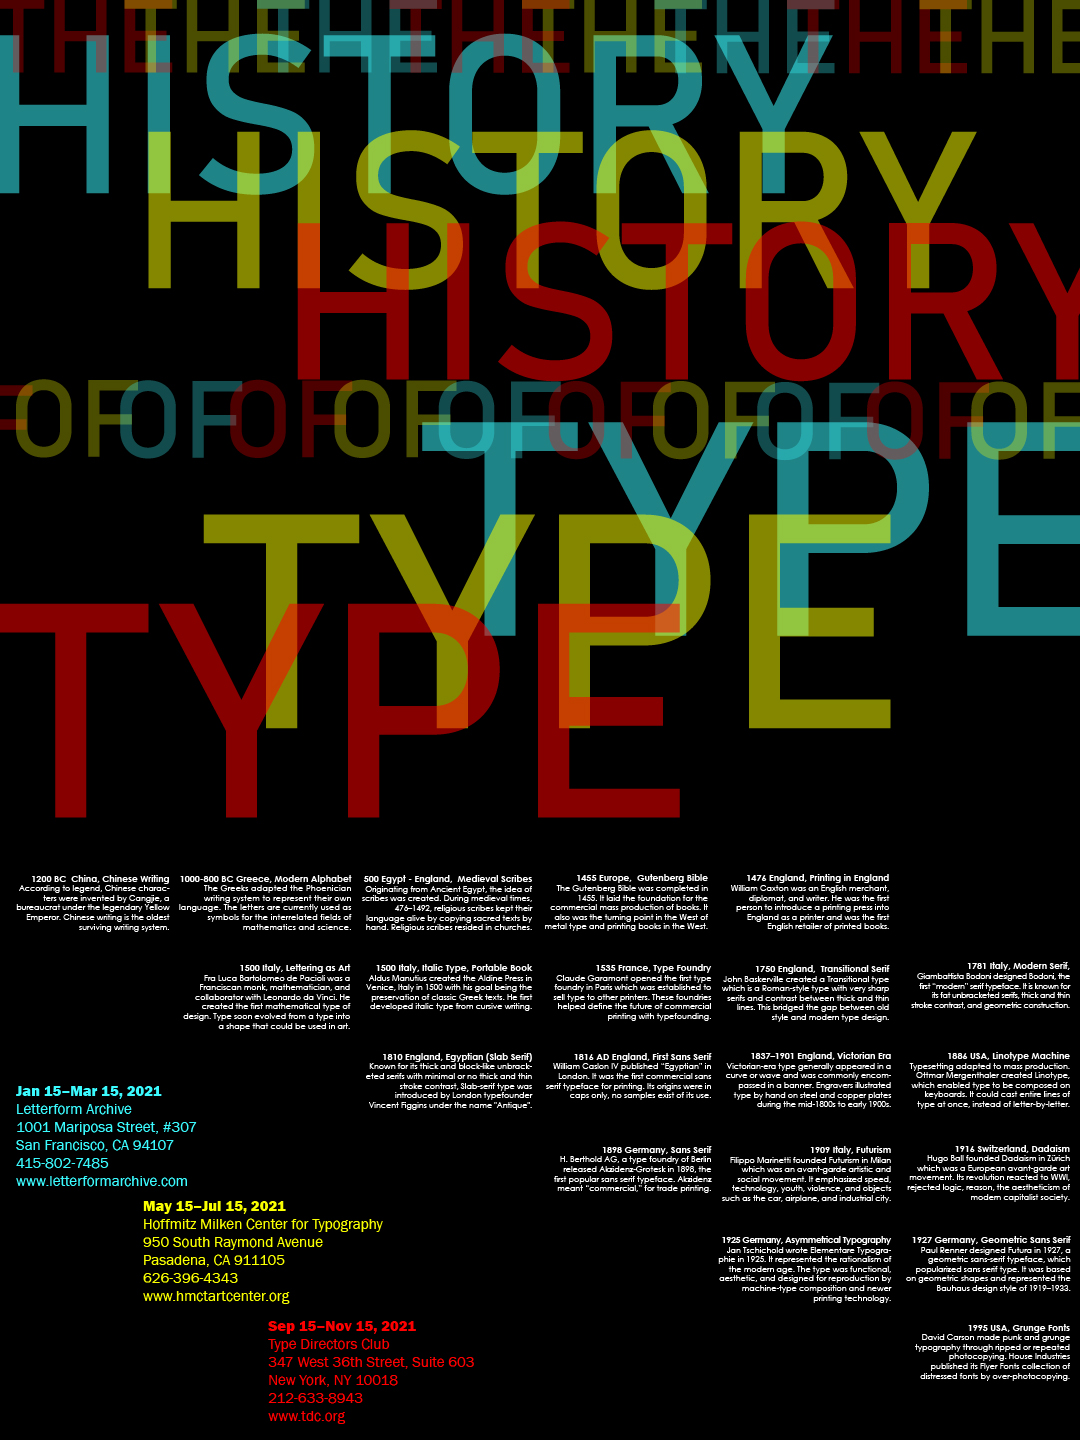 THE THE THE THE THE THE THE THE
HISTORY
HISTORY
HISTORY
F OF OF OF OF OF OF OF OF OF OF
TYPE
TYPE
TYPE
1200 BC  China, Chinese Writing
According to legend, Chinese charac-
ters were invented by Cangjie, a
bureaucrat under the legendary Yellow
Emperor. Chinese writing is the oldest
surviving writing system.
1000-800 BC Greece, Modern Alphabet
The Greeks adapted the Phoenician
writing system to represent their own
language. The letters are currently used as
symbols for the interrelated fields of
mathematics and science.
500 Egypt - England,  Medieval Scribes
Originating from Ancient Egypt, the idea of
scribes was created. During medieval times,
476–1492, religious scribes kept their
language alive by copying sacred texts by
hand. Religious scribes resided in churches.
1455 Europe,  Gutenberg Bible
The Gutenberg Bible was completed in
1455. It laid the foundation for the
commercial mass production of books. It
also was the turning point in the West of
metal type and printing books in the West.
1476 England, Printing in England
William Caxton was an English merchant,
diplomat, and writer. He was the first
person to introduce a printing press into
England as a printer and was the first
English retailer of printed books.
1500 Italy, Lettering as Art
Fra Luca Bartolomeo de Pacioli was a
Franciscan monk, mathematician, and
collaborator with Leonardo da Vinci. He
created the first mathematical type of
design. Type soon evolved from a type into
a shape that could be used in art.
1500 Italy, Italic Type, Portable Book
Aldus Manutius created the Aldine Press in
Venice, Italy in 1500 with his goal being the
preservation of classic Greek texts. He first
developed italic type from cursive writing.
1535 France, Type Foundry
Claude Garamont opened the first type
foundry in Paris which was established to
sell type to other printers. These foundries
helped define the future of commercial
printing with typefounding.
1750 England,  Transitional Serif
John Baskerville created a Transitional type
which is a Roman-style type with very sharp
serifs and contrast between thick and thin
lines. This bridged the gap between old
style and modern type design.
1781 Italy, Modern Serif,
Giambattista Bodoni designed Bodoni, the
first "modern" serif typeface. It is known for
its fat unbracketed serifs, thick and thin
stroke contrast, and geometric construction.
1810 England, Egyptian (Slab Serif)
Known for its thick and block-like unbrack-
eted serifs with minimal or no thick and thin
stroke contrast, Slab-serif type was
introduced by London typefounder
Vincent Figgins under the name "Antique".
1816 AD England, First Sans Serif
William Caslon IV published "Egyptian" in
London. It was the first commercial sans
serif typeface for printing. Its origins were in
caps only, no samples exist of its use.
1837–1901 England, Victorian Era
Victorian-era type generally appeared in a
curve or wave and was commonly encom-
passed in a banner. Engravers illustrated
type by hand on steel and copper plates
during the mid-1800s to early 1900s.
1886 USA, Linotype Machine
Typesetting adapted to mass production.
Ottmar Mergenthaler created Linotype,
which enabled type to be composed on
keyboards. It could cast entire lines of
type at once, instead of letter-by-letter.
Jan 15–Mar 15, 2021
Letterform Archive
1001 Mariposa Street, #307
San Francisco, CA 94107
415-802-7485
www.letterformarchive.com
1898 Germany, Sans Serif
H. Berthold AG, a type foundry of Berlin
released Akzidenz-Grotesk in 1898, the
first popular sans serif typeface. Akzidenz
meant "commercial," for trade printing.
1909 Italy, Futurism
Filippo Marinetti founded Futurism in Milan
which was an avant-garde artistic and
social movement. It emphasized speed,
technology, youth, violence, and objects
such as the car, airplane, and industrial city.
1916 Switzerland, Dadaism
Hugo Ball founded Dadaism in Zürich
which was a European avant-garde art
movement. Its revolution reacted to WWI,
rejected logic, reason, the aestheticism of
modern capitalist society.
May 15–Jul 15, 2021
Hoffmitz Milken Center for Typography
950 South Raymond Avenue
Pasadena, CA 911105
626-396-4343
www.hmctartcenter.org
1925 Germany, Asymmetrical Typography
Jan Tschichold wrote Elementare Typogra-
phie in 1925. It represented the rationalism of
the modern age. The type was functional,
aesthetic, and designed for reproduction by
machine-type composition and newer
printing technology.
1927 Germany, Geometric Sans Serif
Paul Renner designed Futura in 1927, a
geometric sans-serif typeface, which
popularized sans serif type. It was based
on geometric shapes and represented the
Bauhaus design style of 1919–1933.
Sep 15–Nov 15, 2021
Type Directors Club
347 West 36th Street, Suite 603
New York, NY 10018
212-633-8943
www.tdc.org
1995 USA, Grunge Fonts
David Carson made punk and grunge
typography through ripped or repeated
photocopying. House Industries
published its Flyer Fonts collection of
distressed fonts by over-photocopying.